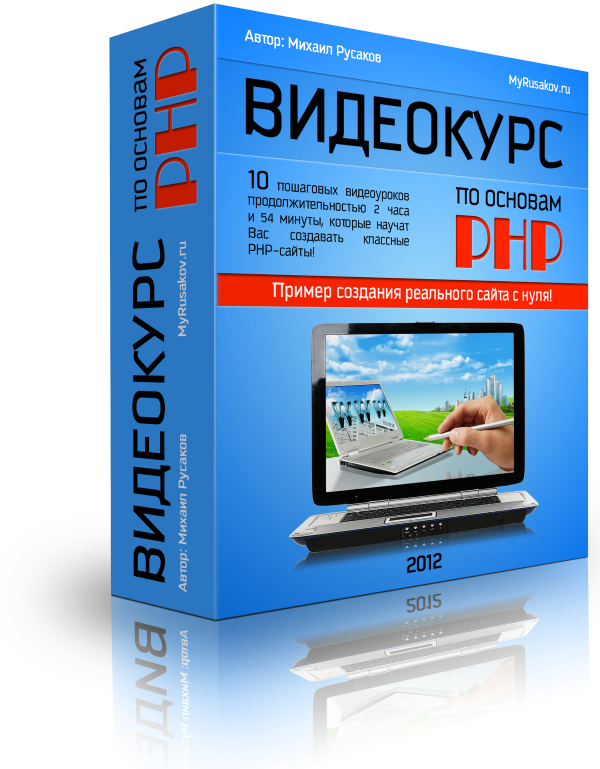 Автор: Михаил Русаков
MyRusakov.ru
ВИДЕОКУРС
10 пошаговых видеоуроков
продолжительностью 2 часа
и 54 минуты, которые научат
Вас создавать классные
PHP-сайты!
по основам
PHP
Пример создания реального сайта с нуля!
2012
ВИДЕОКУРС
по основам
PHP
Автор: Михаил Русаков
MyRusakov.ru